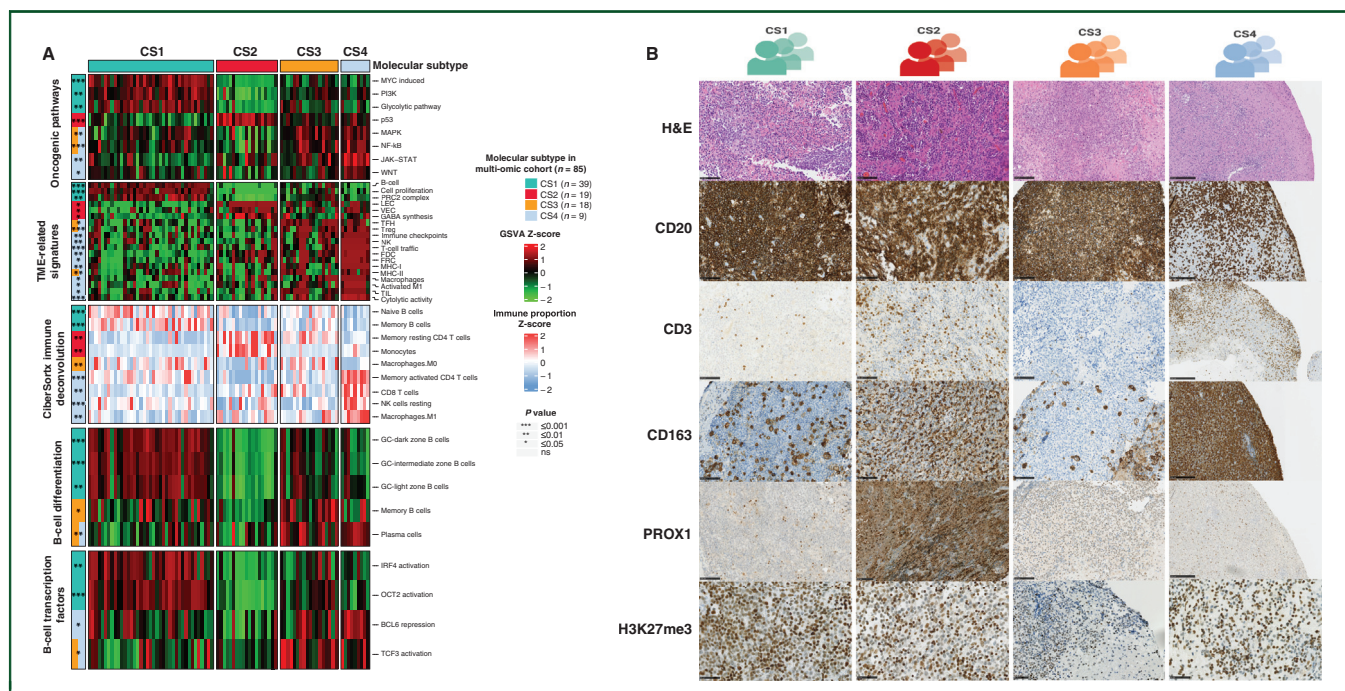 A
CS1
CS2
CS3
CS4
Molecular subtype
Oncogenic pathways
MYC induced
PI3K
Glycolytic pathway
p53
MAPK
NF-kB
JAK-STAT
WNT
TME-related
signatures
B-cell
Cell proliferation
PRC2 complex
LEC
VEC
GABA synthesis
TFH
Treg
Immune checkpoints
NK
T-cell traffic
FDC
FRC
MHC-I
MHC-II
Macrophages
Activated M1
TIL
Cytolytic activity
CiberSortx immune
deconvolution
Naive B cells
Memory B cells
Memory resting CD4 T cells
Monocytes
Macrophages.M0
Memory activated CD4 T cells
CD8 T cells
NK cells resting
Macrophages.M1
B-cell differentiation
GC-dark zone B cells
GC-intermediate zone B cells
GC-light zone B cells
Memory B cells
Plasma cells
B-cell transcription
factors
IRF4 activation
OCT2 activation
BCL6 repression
TCF3 activation
Molecular subtype in
multi-omic cohort (n = 85)
CS1 (n = 39)
CS2 (n = 19)
CS3 (n = 18)
CS4 (n = 9)
GSVA Z-score
2
1
0
−1
−2
Immune proportion
Z-score
2
1
0
−1
−2
P value
*** ≤0.001
** ≤0.01
* ≤0.05
ns
B
CS1
CS2
CS3
CS4
H&E
CD20
CD3
CD163
PROX1
H3K27me3